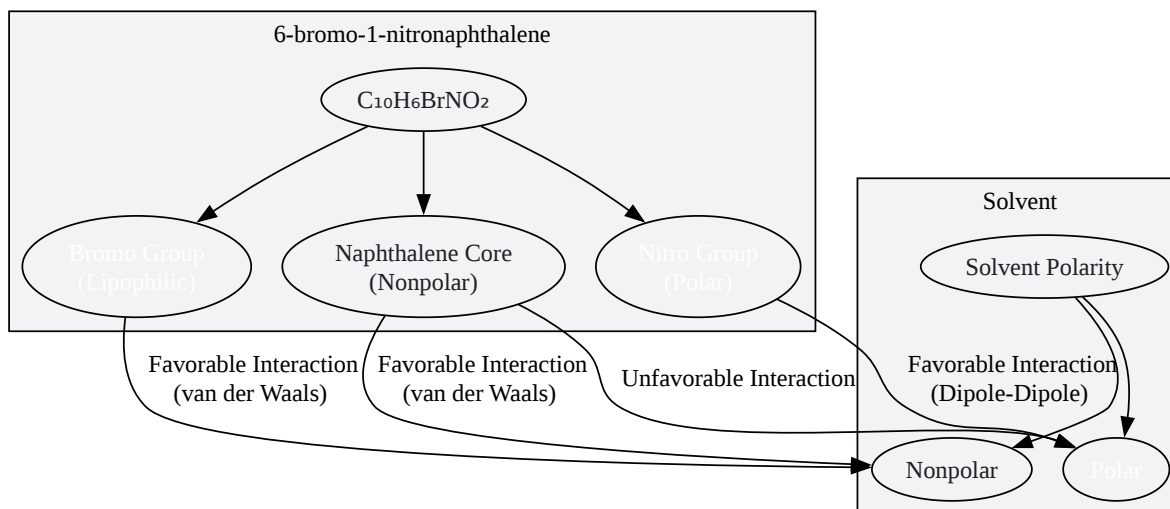 6-bromo-1-nitronaphthalene
C₁₀H₆BrNO₂
Solvent
Bromo Group
(Lipophilic)
Naphthalene Core
(Nonpolar)
Nitro Group
(Polar)
Solvent Polarity
Favorable Interaction
(van der Waals)
Favorable Interaction
(van der Waals)
Unfavorable Interaction
Favorable Interaction
(Dipole-Dipole)
Nonpolar
Polar